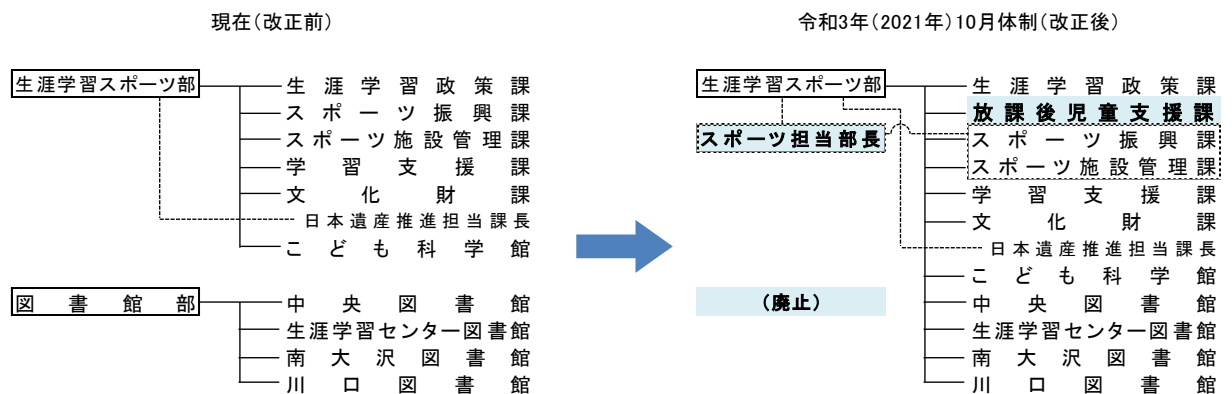 現在(改正前)
生涯学習スポーツ部
生涯学習政策課
スポーツ振興課
スポーツ施設管理課
学習支援課
文化財課
日本遺産推進担当課長
こども科学館
図書館部
中央図書館
生涯学習センター図書館
南大沢図書館
川口図書館
令和3年(2021年)10月体制(改正後)
生涯学習スポーツ部
スポーツ担当部長
生涯学習政策課
放課後児童支援課
スポーツ振興課
スポーツ施設管理課
学習支援課
文化財課
日本遺産推進担当課長
こども科学館
(廃止)
中央図書館
生涯学習センター図書館
南大沢図書館
川口図書館